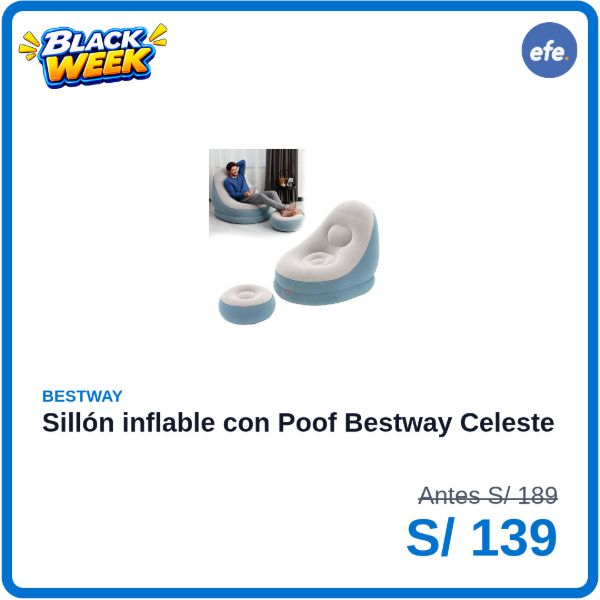 BLACK
WEEK
efe.
BESTWAY
Sillón inflable con Poof Bestway Celeste
Antes S/ 189
S/ 139